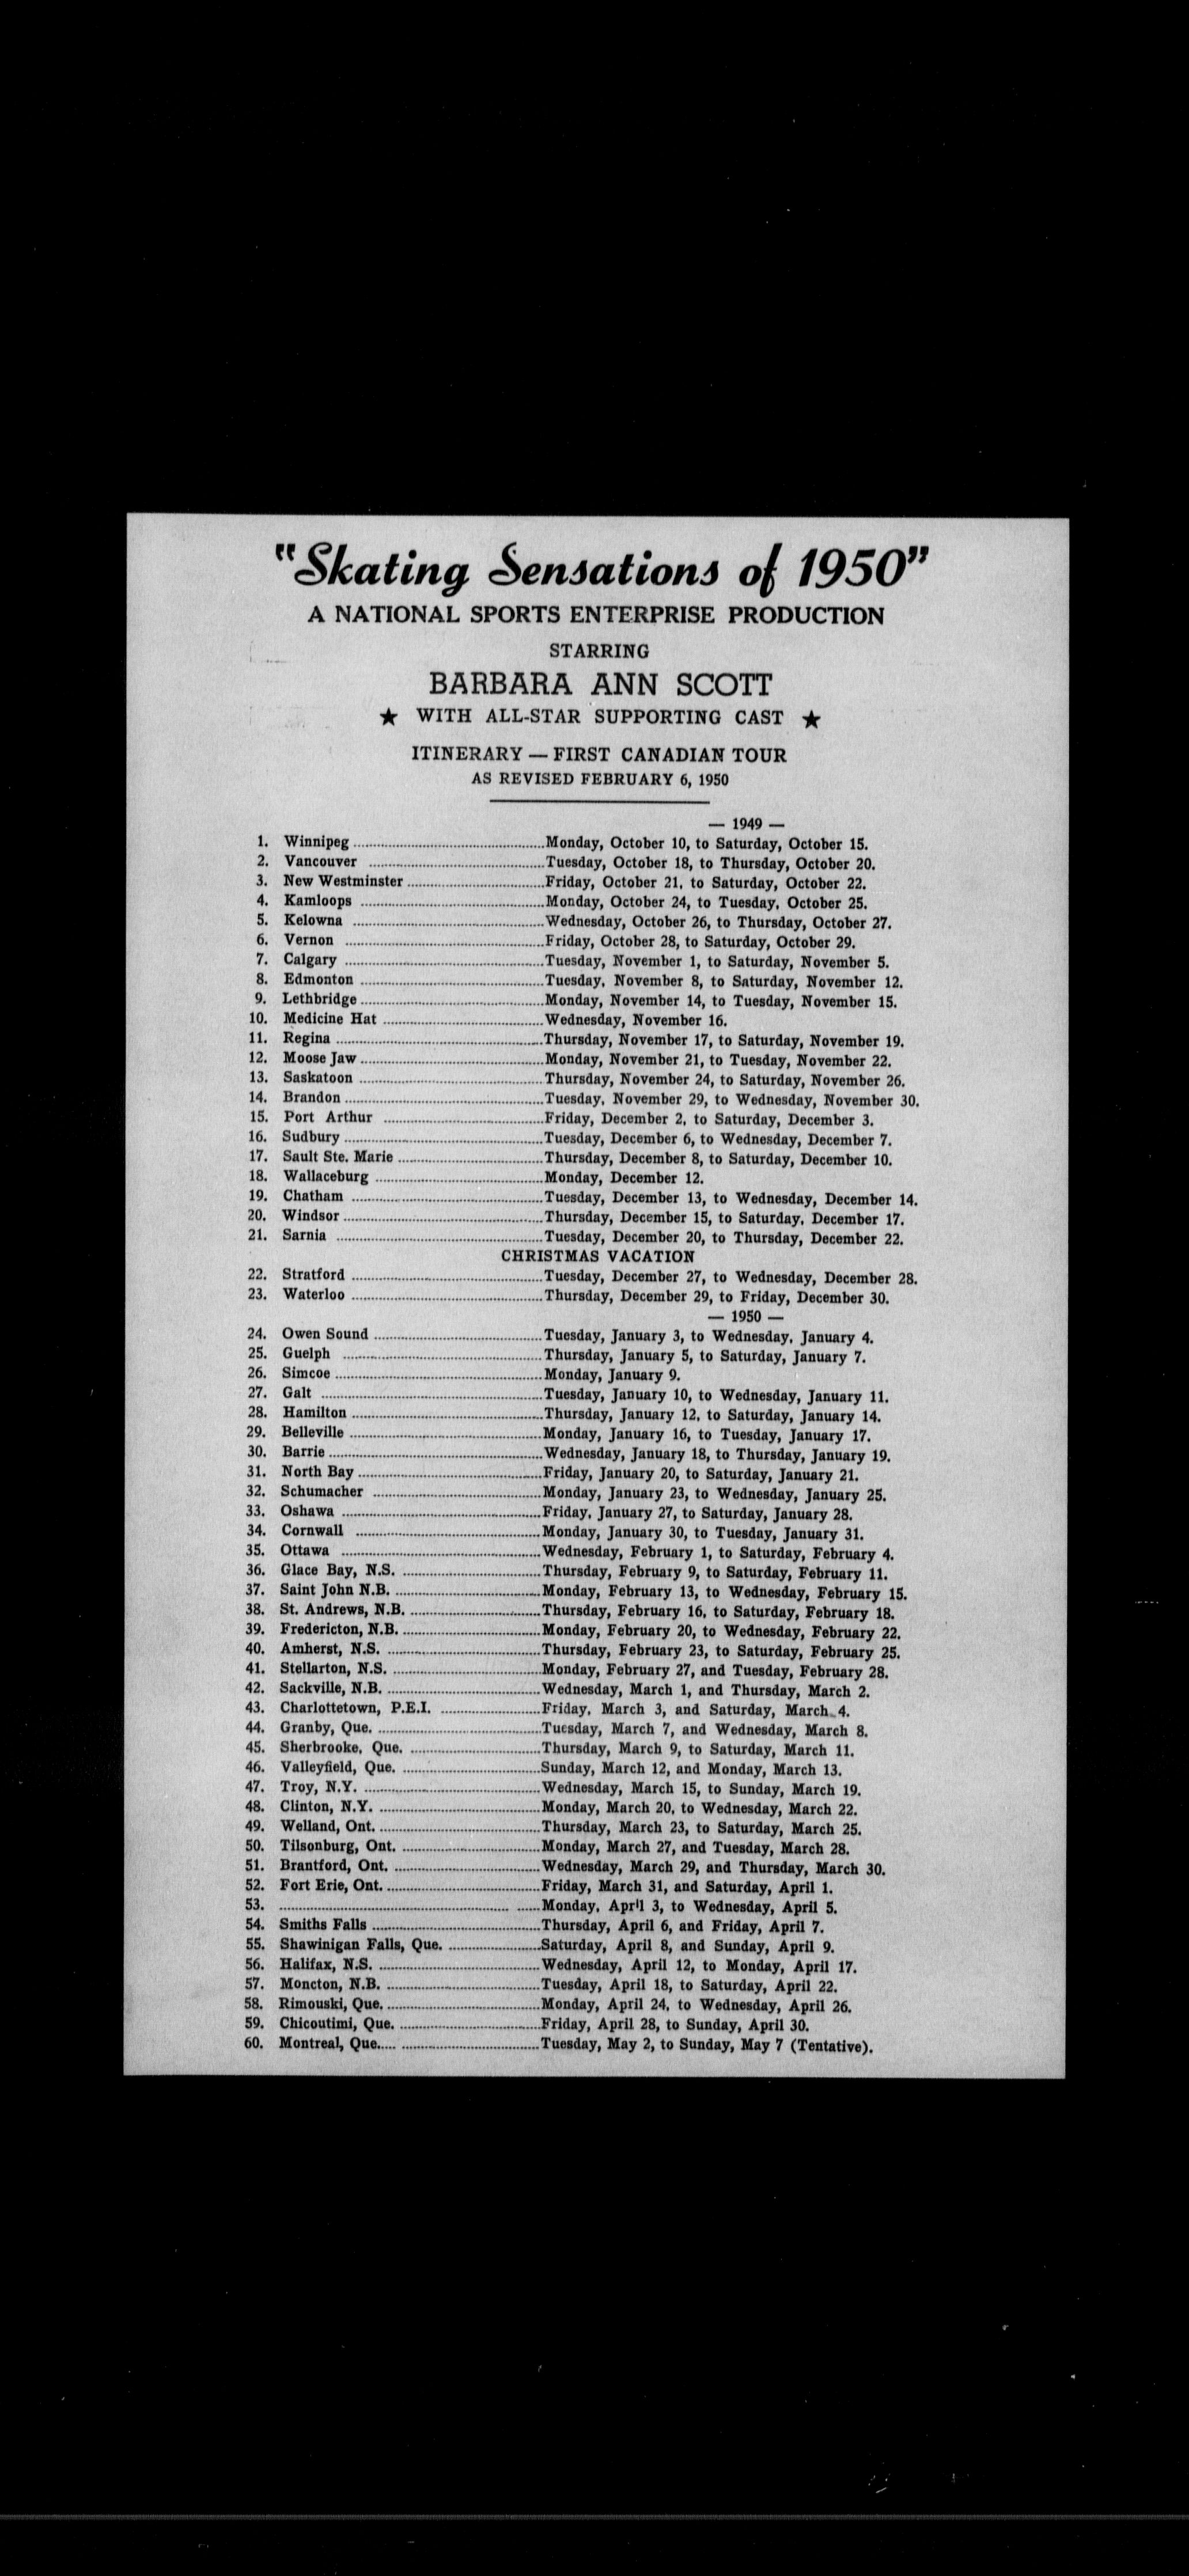 "Skating Sensations of 1950"
A NATIONAL SPORTS ENTERPRISE PRODUCTION
STARRING
BARBARA ANN SCOTT
★ WITH ALL-STAR SUPPORTING CAST ★
ITINERARY — FIRST CANADIAN TOUR
AS REVISED FEBRUARY 6, 1950
— 1949 —
1. Winnipeg ........ Monday, October 10, to Saturday, October 15.
2. Vancouver ........ Tuesday, October 18, to Thursday, October 20.
3. New Westminster ........ Friday, October 21, to Saturday, October 22.
4. Kamloops ........ Monday, October 24, to Tuesday, October 25.
5. Kelowna ........ Wednesday, October 26, to Thursday, October 27.
6. Vernon ........ Friday, October 28, to Saturday, October 29.
7. Calgary ........ Tuesday, November 1, to Saturday, November 5.
8. Edmonton ........ Tuesday, November 8, to Saturday, November 12.
9. Lethbridge ........ Monday, November 14, to Tuesday, November 15.
10. Medicine Hat ........ Wednesday, November 16.
11. Regina ........ Thursday, November 17, to Saturday, November 19.
12. Moose Jaw ........ Monday, November 21, to Tuesday, November 22.
13. Saskatoon ........ Thursday, November 24, to Saturday, November 26.
14. Brandon ........ Tuesday, November 29, to Wednesday, November 30.
15. Port Arthur ........ Friday, December 2, to Saturday, December 3.
16. Sudbury ........ Tuesday, December 6, to Wednesday, December 7.
17. Sault Ste. Marie ........ Thursday, December 8, to Saturday, December 10.
18. Wallaceburg ........ Monday, December 12.
19. Chatham ........ Tuesday, December 13, to Wednesday, December 14.
20. Windsor ........ Thursday, December 15, to Saturday, December 17.
21. Sarnia ........ Tuesday, December 20, to Thursday, December 22.
CHRISTMAS VACATION
22. Stratford ........ Tuesday, December 27, to Wednesday, December 28.
23. Waterloo ........ Thursday, December 29, to Friday, December 30.
— 1950 —
24. Owen Sound ........ Tuesday, January 3, to Wednesday, January 4.
25. Guelph ........ Thursday, January 5, to Saturday, January 7.
26. Simcoe ........ Monday, January 9.
27. Galt ........ Tuesday, January 10, to Wednesday, January 11.
28. Hamilton ........ Thursday, January 12, to Saturday, January 14.
29. Belleville ........ Monday, January 16, to Tuesday, January 17.
30. Barrie ........ Wednesday, January 18, to Thursday, January 19.
31. North Bay ........ Friday, January 20, to Saturday, January 21.
32. Schumacher ........ Monday, January 23, to Wednesday, January 25.
33. Oshawa ........ Friday, January 27, to Saturday, January 28.
34. Cornwall ........ Monday, January 30, to Tuesday, January 31.
35. Ottawa ........ Wednesday, February 1, to Saturday, February 4.
36. Glace Bay, N.S. ........ Thursday, February 9, to Saturday, February 11.
37. Saint John N.B. ........ Monday, February 13, to Wednesday, February 15.
38. St. Andrews, N.B. ........ Thursday, February 16, to Saturday, February 18.
39. Fredericton, N.B. ........ Monday, February 20, to Wednesday, February 22.
40. Amherst, N.S. ........ Thursday, February 23, to Saturday, February 25.
41. Stellarton, N.S. ........ Monday, February 27, and Tuesday, February 28.
42. Sackville, N.B. ........ Wednesday, March 1, and Thursday, March 2.
43. Charlottetown, P.E.I. ........ Friday, March 3, and Saturday, March 4.
44. Granby, Que. ........ Tuesday, March 7, and Wednesday, March 8.
45. Sherbrooke, Que. ........ Thursday, March 9, to Saturday, March 11.
46. Valleyfield, Que. ........ Sunday, March 12, and Monday, March 13.
47. Troy, N.Y. ........ Wednesday, March 15, to Sunday, March 19.
48. Clinton, N.Y. ........ Monday, March 20, to Wednesday, March 22.
49. Welland, Ont. ........ Thursday, March 23, to Saturday, March 25.
50. Tilsonburg, Ont. ........ Monday, March 27, and Tuesday, March 28.
51. Brantford, Ont. ........ Wednesday, March 29, and Thursday, March 30.
52. Fort Erie, Ont. ........ Friday, March 31, and Saturday, April 1.
53. ........ Monday, April 3, to Wednesday, April 5.
54. Smiths Falls ........ Thursday, April 6, and Friday, April 7.
55. Shawinigan Falls, Que. ........ Saturday, April 8, and Sunday, April 9.
56. Halifax, N.S. ........ Wednesday, April 12, to Monday, April 17.
57. Moncton, N.B. ........ Tuesday, April 18, to Saturday, April 22.
58. Rimouski, Que. ........ Monday, April 24, to Wednesday, April 26.
59. Chicoutimi, Que. ........ Friday, April 28, to Sunday, April 30.
60. Montreal, Que. ........ Tuesday, May 2, to Sunday, May 7 (Tentative).